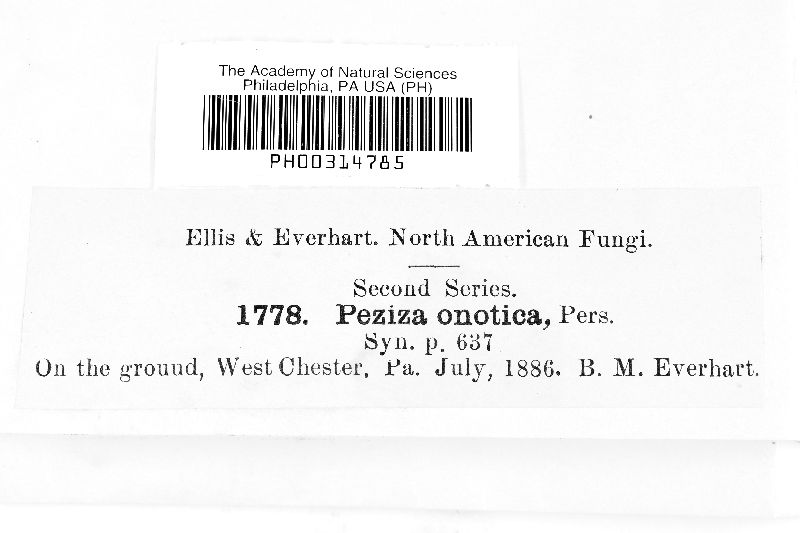 The Academy of Natural Sciences
Philadelphia, PA USA (PH)
PH00314785
Ellis & Everhart. North American Fungi.
Second Series.
1778. Peziza onotica, Pers.
Syn. p. 637
On the ground, West Chester, Pa. July, 1886. B. M. Everhart.